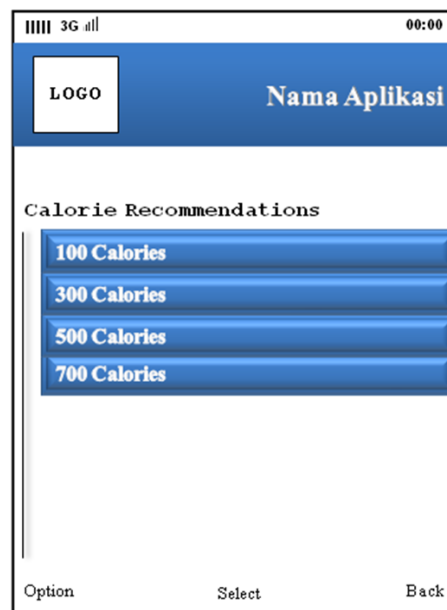 3G 00:00
LOGO Nama Aplikasi
Calorie Recommendations
100 Calories
300 Calories
500 Calories
700 Calories
Option Select Back